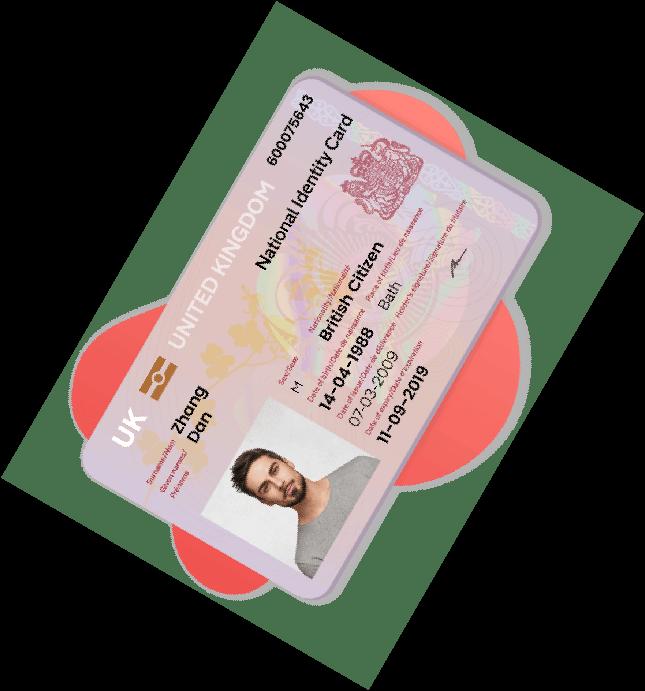 UK UNITED KINGDOM 600075643
National Identity Card
Surname/Nom
Zhang
Given names/
Prénoms
Dan
Sex/Sexe
M
Nationality/Nationalité
British Citizen
Date of birth/Date de naissance
14-04-1988
Place of birth/Lieu de naissance
Bath
Date of issue/Date de délivrance
07-03-2009
Date of expiry/Date d'expiration
11-09-2019
Holder's signature/Signature du titulaire